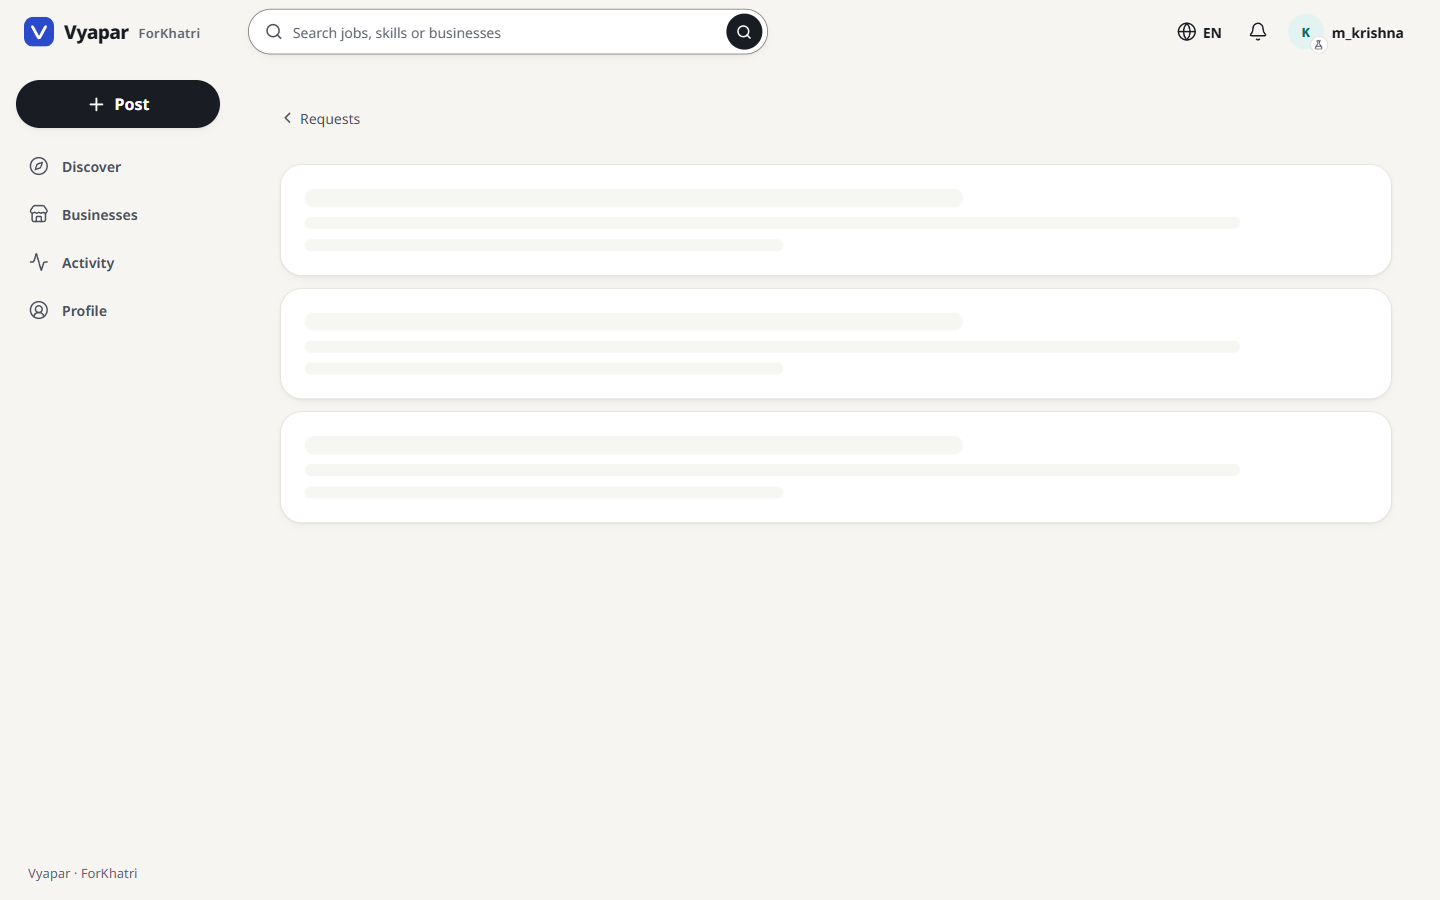 Vyapar ForKhatri
Search jobs, skills or businesses
EN
K
m_krishna
Post
Requests
Discover
Businesses
Activity
Profile
Vyapar · ForKhatri